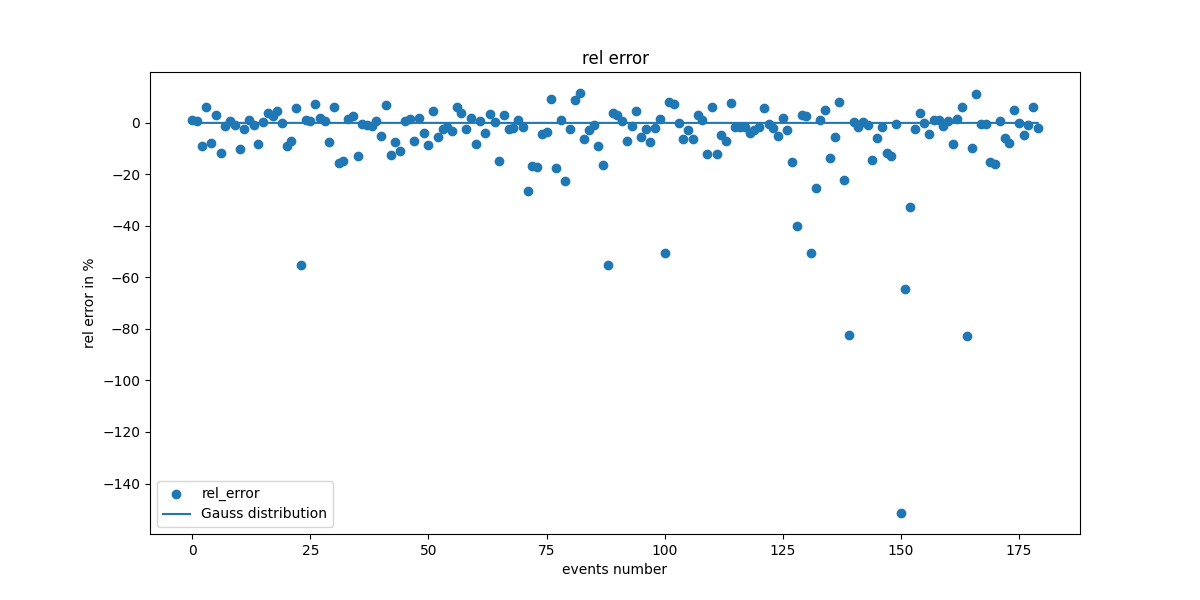 rel error
0
−20
−40
−60
−80
−100
−120
−140
rel error in %
rel_error
Gauss distribution
0 25 50 75 100 125 150 175
events number